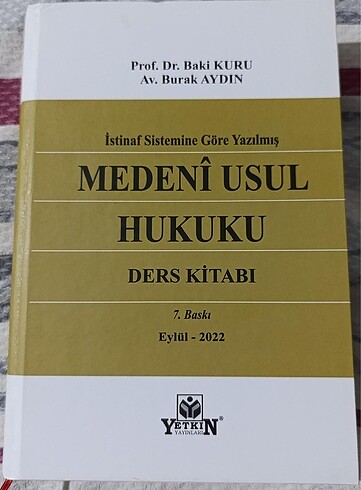 Prof. Dr. Baki KURU
Av. Burak AYDIN
İstinaf Sistemine Göre Yazılmış
MEDENÎ USUL
HUKUKU
DERS KİTABI
7. Baskı
Eylül - 2022
YETKİN®
YAYINLARI